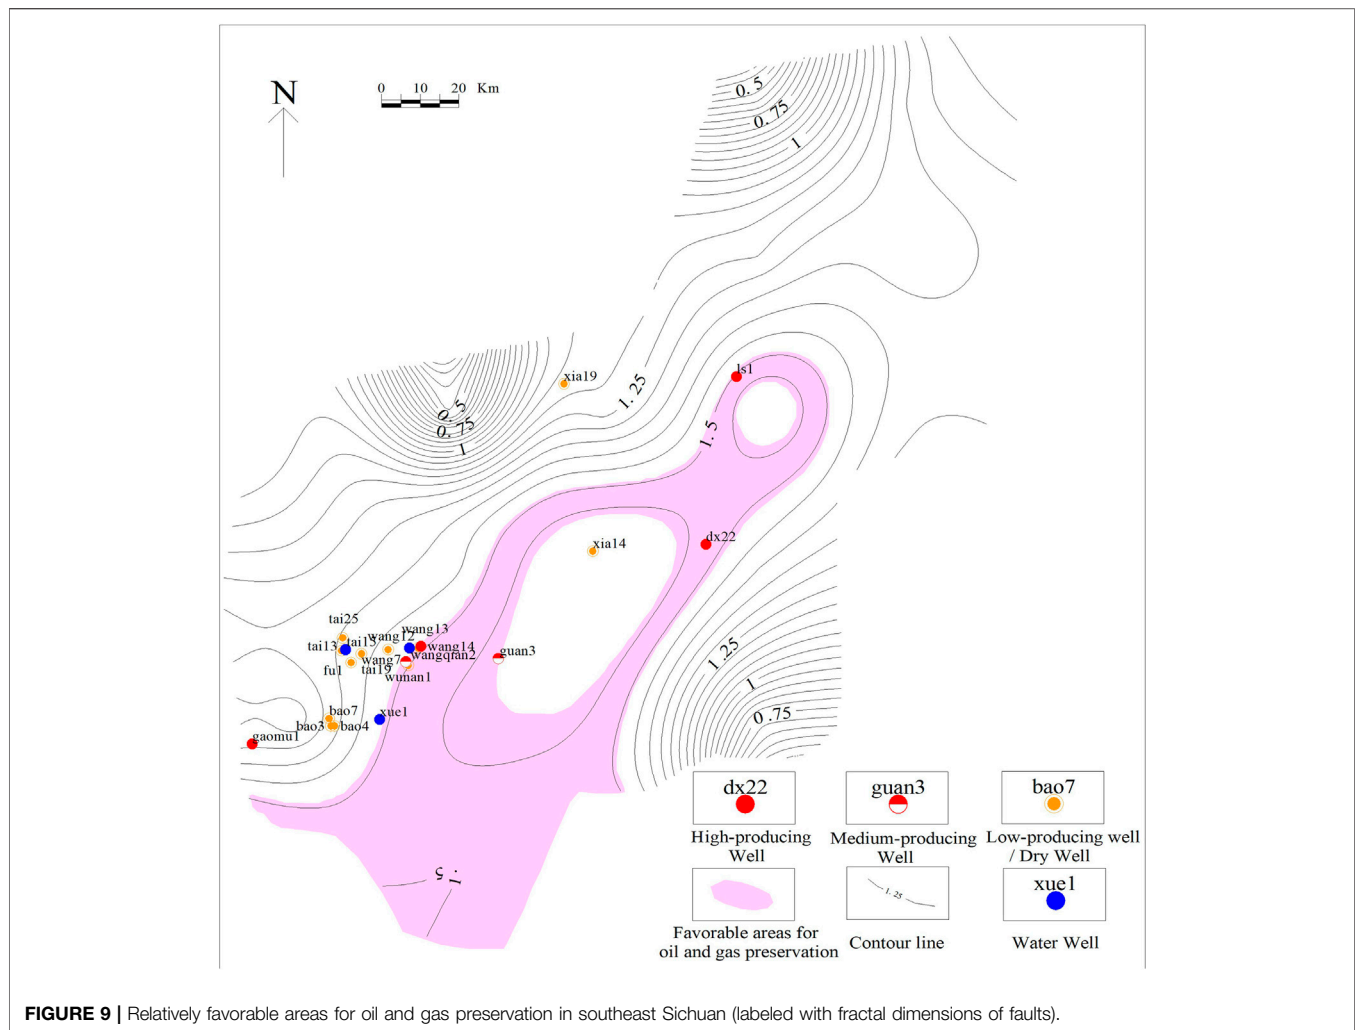 N
0 10 20 Km
0.5
0.75
1
xia19
ls1
1.25
0.5
0.75
1
1.5
dx22
xia14
tai25
wang13
wang12
tai13
tai15
wang14
guan3
wang7
wangqian2
fu1
tai19
wunan1
1.25
1
0.75
bao7
xue1
bao3
bao4
gaomu1
1.5
dx22
guan3
bao7
High-producing
Well
Medium-producing
Well
Low-producing well
/ Dry Well
1.25
xue1
Favorable areas for
oil and gas preservation
Contour line
Water Well
FIGURE 9 | Relatively favorable areas for oil and gas preservation in southeast Sichuan (labeled with fractal dimensions of faults).